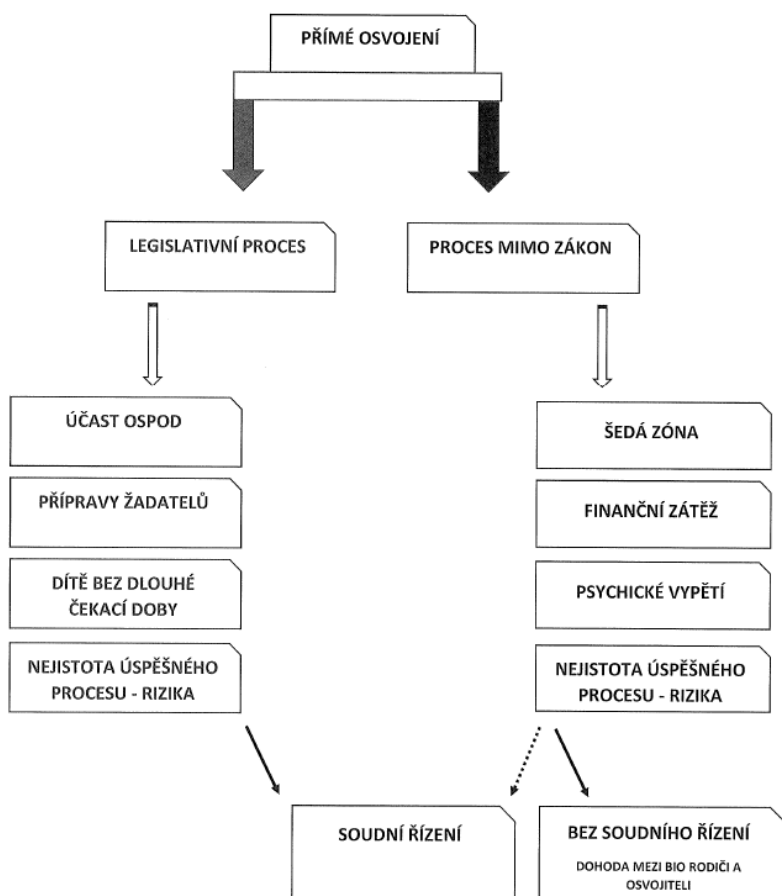 PŘÍMÉ OSVOJENÍ
LEGISLATIVNÍ PROCES
PROCES MIMO ZÁKON
ÚČAST OSPOD
PŘÍPRAVY ŽADATELŮ
DÍTĚ BEZ DLOUHÉ
ČEKACÍ DOBY
NEJISTOTA ÚSPĚŠNÉHO
PROCESU - RIZIKA
ŠEDÁ ZÓNA
FINANČNÍ ZÁTĚŽ
PSYCHICKÉ VYPĚTÍ
NEJISTOTA ÚSPĚŠNÉHO
PROCESU - RIZIKA
SOUDNÍ ŘÍZENÍ
BEZ SOUDNÍHO ŘÍZENÍ
DOHODA MEZI BIO RODIČI A
OSVOJITELI